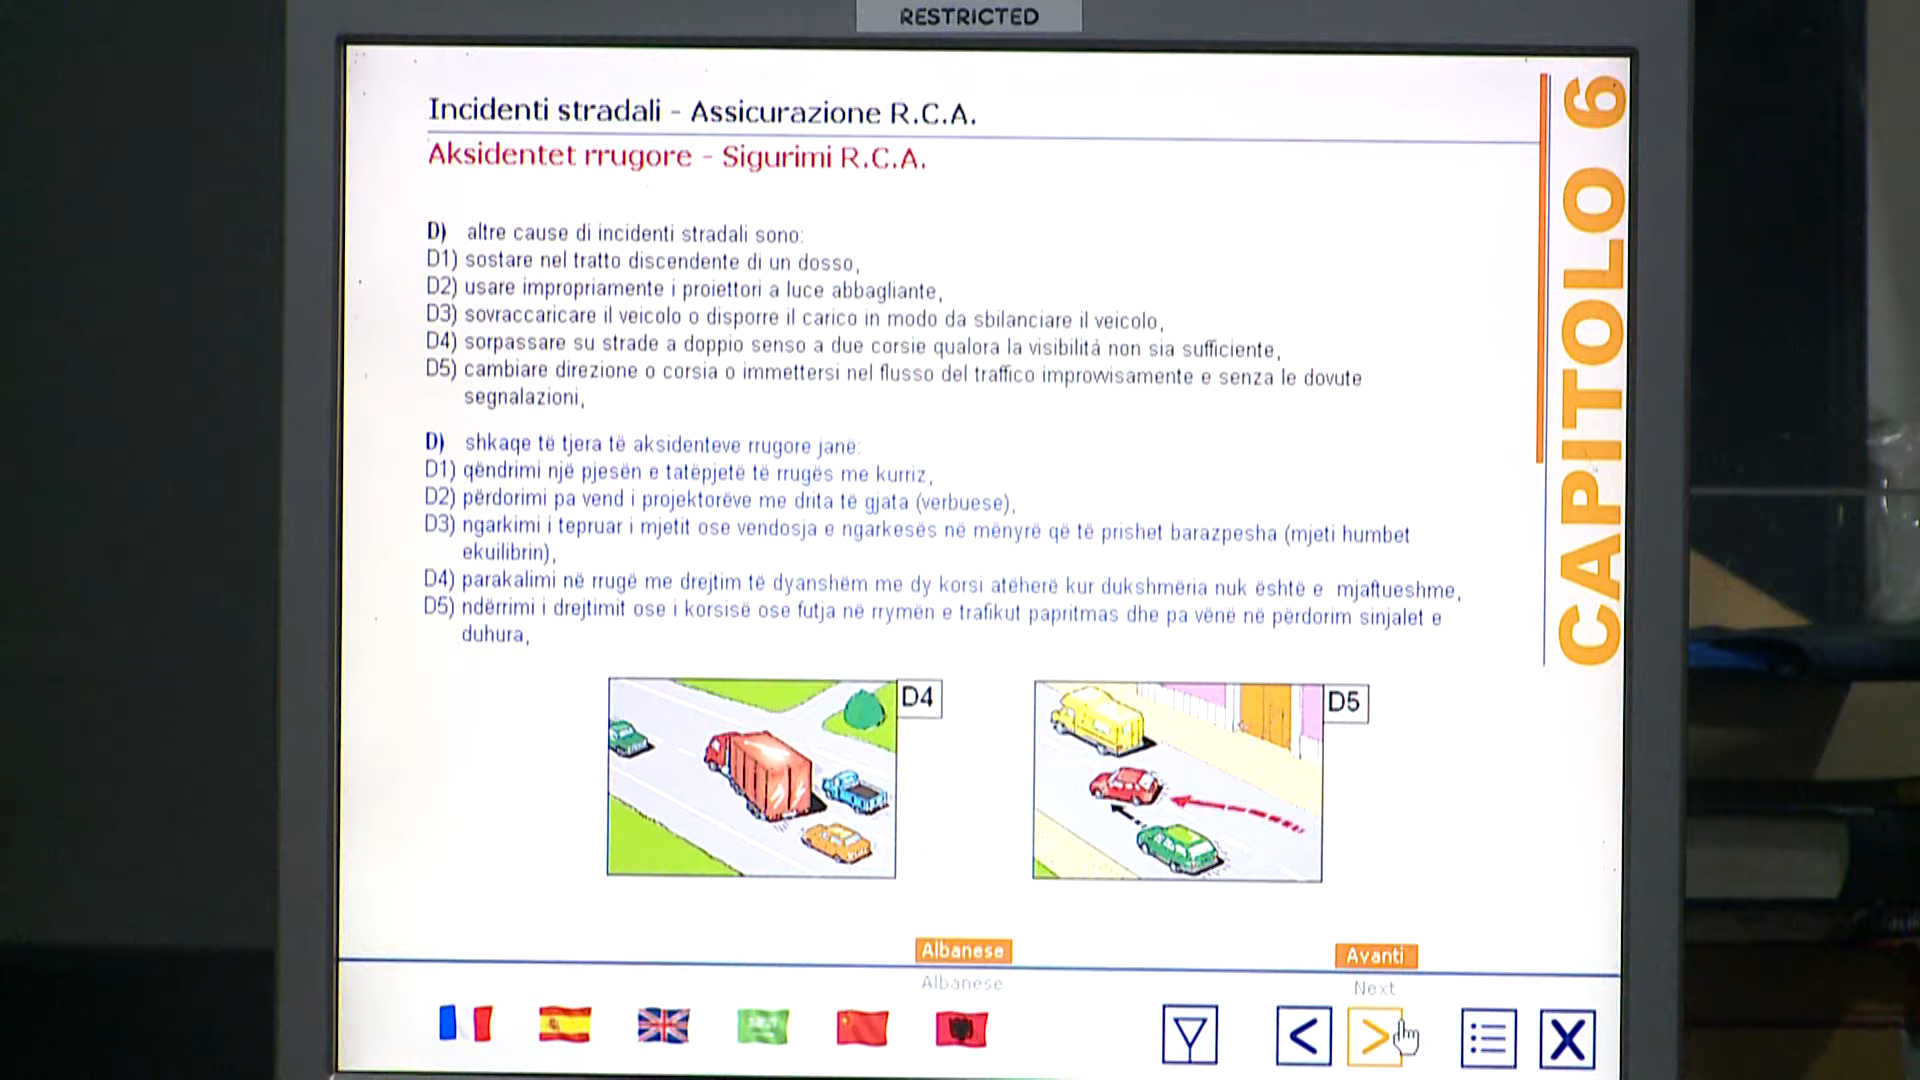 RESTRICTED
Incidenti stradali - Assicurazione R.C.A.
Aksidentet rrugore - Sigurimi R.C.A.
D) altre cause di incidenti stradali sono:
D1) sostare nel tratto discendente di un dosso,
D2) usare impropriamente i proiettori a luce abbagliante,
D3) sovraccaricare il veicolo o disporre il carico in modo da sbilanciare il veicolo,
D4) sorpassare su strade a doppio senso a due corsie qualora la visibilità non sia sufficiente,
D5) cambiare direzione o corsia o immettersi nel flusso del traffico improvvisamente e senza le dovute
segnalazioni,
D) shkaqe të tjera të aksidenteve rrugore janë:
D1) qëndrimi një pjesën e tatëpjetë të rrugës me kurriz,
D2) përdorimi pa vend i projektorëve me drita të gjata (verbuese),
D3) ngarkimi i tepruar i mjetit ose vendosja e ngarkesës në mënyrë që të prishet barazpesha (mjeti humbet
ekuilibrin),
D4) parakalimi në rrugë me drejtim të dyanshëm me dy korsi atëherë kur dukshmëria nuk është e mjaftueshme,
D5) ndërrimi i drejtimit ose i korsisë ose futja në rrymën e trafikut papritmas dhe pa vënë në përdorim sinjalet e
duhura,
D4
D5
CAPITOLO 6
Albanese
Avanti
Albanese
Next